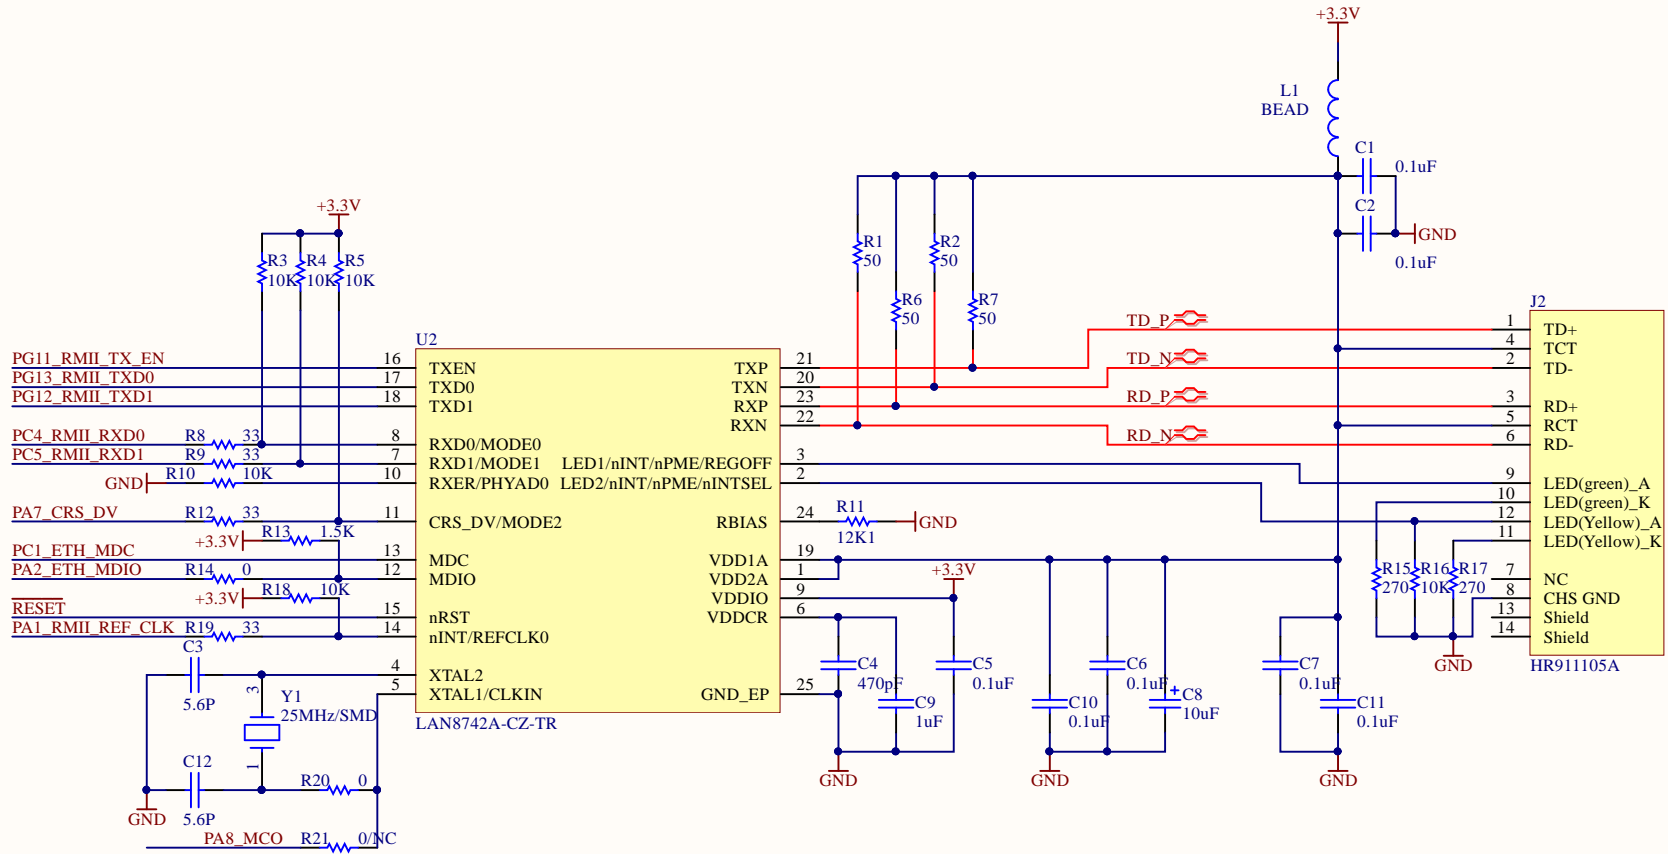 +3.3V
L1
BEAD
C1
0.1uF
C2
GND
0.1uF
+3.3V
R3
10K
R4
10K
R5
10K
R1
50
R2
50
R6
50
R7
50
U2
J2
PG11_RMII_TX_EN
16
TXEN
TXP
21
TD_P
1
TD+
4
TCT
PG13_RMII_TXD0
17
TXD0
TXN
20
TD_N
2
TD-
PG12_RMII_TXD1
18
TXD1
RXP
23
RD_P
3
RD+
RXN
22
5
RCT
PC4_RMII_RXD0
R8
33
8
RXD0/MODE0
RD_N
6
RD-
PC5_RMII_RXD1
R9
33
7
RXD1/MODE1
LED1/nINT/nPME/REGOFF
3
GND
R10
10K
10
RXER/PHYAD0
LED2/nINT/nPME/nINTSEL
2
9
LED(green)_A
10
LED(green)_K
PA7_CRS_DV
R12
33
11
CRS_DV/MODE2
RBIAS
24
R11
12K1
GND
12
LED(Yellow)_A
11
LED(Yellow)_K
+3.3V
R13
1.5K
PC1_ETH_MDC
13
MDC
VDD1A
19
PA2_ETH_MDIO
R14
0
12
MDIO
VDD2A
1
+3.3V
R15
270
R16
10K
R17
270
7
NC
+3.3V
R18
10K
VDDIO
9
8
CHS GND
RESET
15
nRST
VDDCR
6
13
Shield
PA1_RMII_REF_CLK
R19
33
14
nINT/REFCLK0
14
Shield
C3
5.6P
4
XTAL2
C4
470pF
C5
0.1uF
C6
0.1uF
C7
0.1uF
GND
HR911105A
5
XTAL1/CLKIN
GND_EP
25
3
Y1
25MHz/SMD
1
C9
1uF
C10
0.1uF
+
C8
10uF
C11
0.1uF
LAN8742A-CZ-TR
C12
5.6P
R20
0
GND
GND
GND
GND
PA8_MCO
R21
0/NC